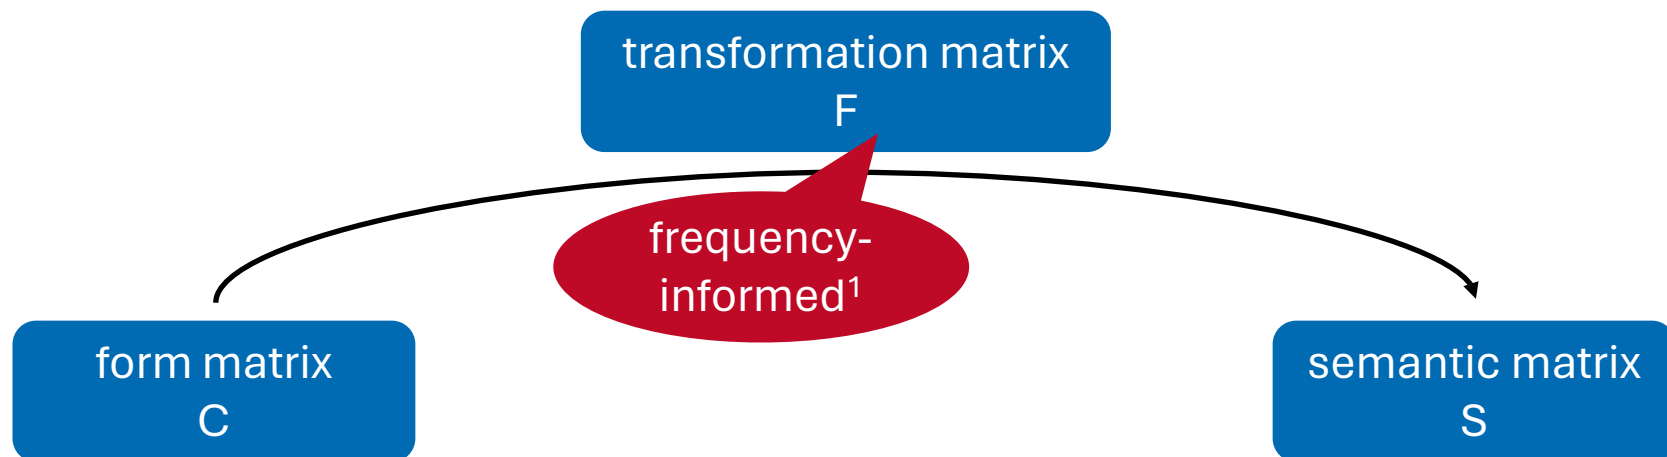 transformation matrix
F
frequency-
informed¹
form matrix
C
semantic matrix
S